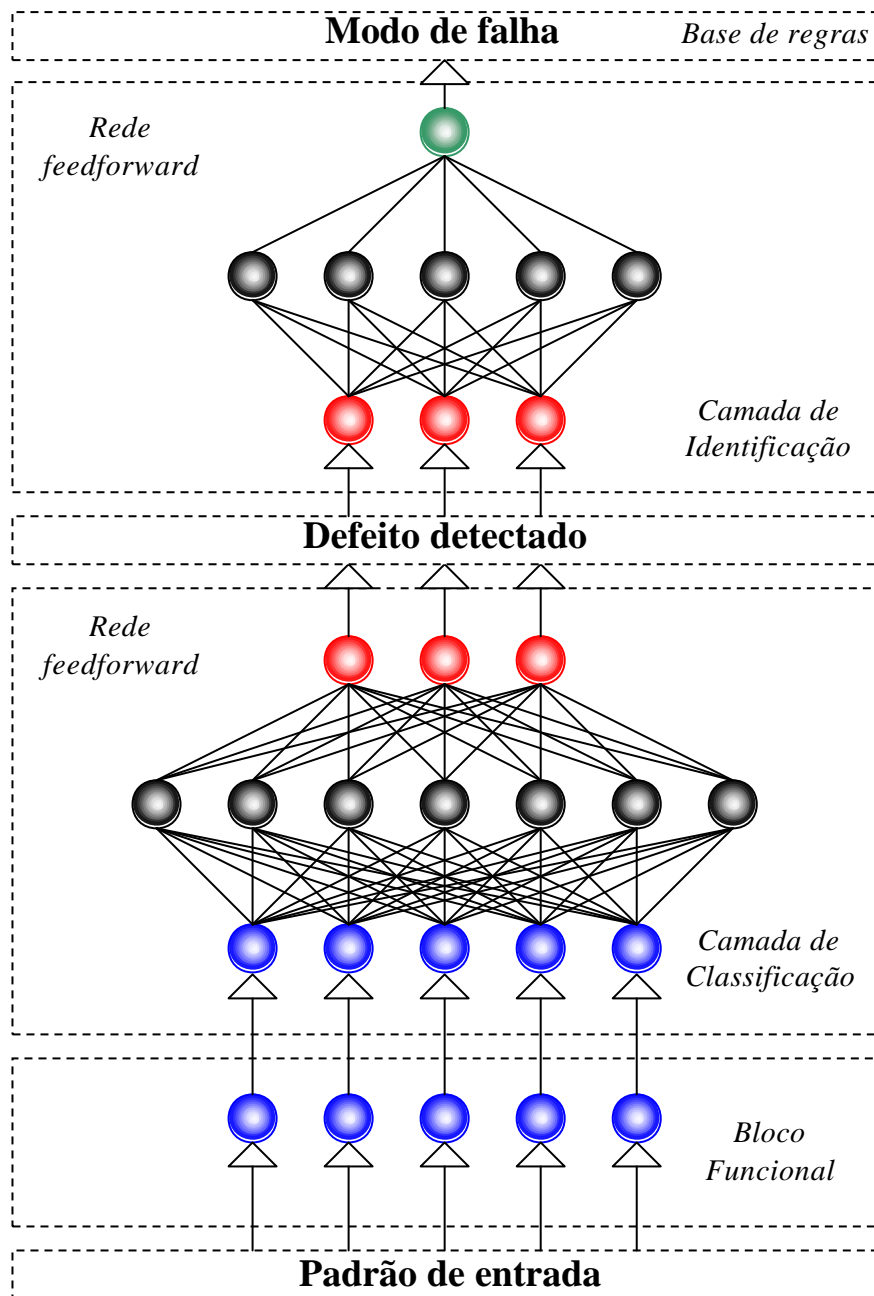 Modo de falha
Base de regras
Rede
feedforward
Camada de
Identificação
Defeito detectado
Rede
feedforward
Camada de
Classificação
Bloco
Funcional
Padrão de entrada